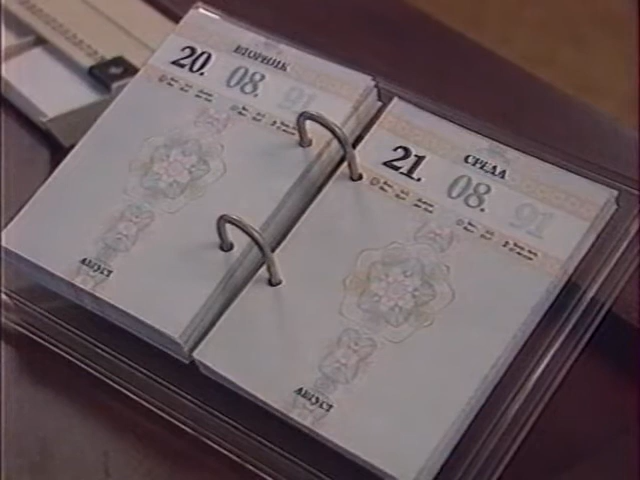 ВТОРНИК
20. 08. 91
АВГУСТ
СРЕДА
21. 08. 91
АВГУСТ